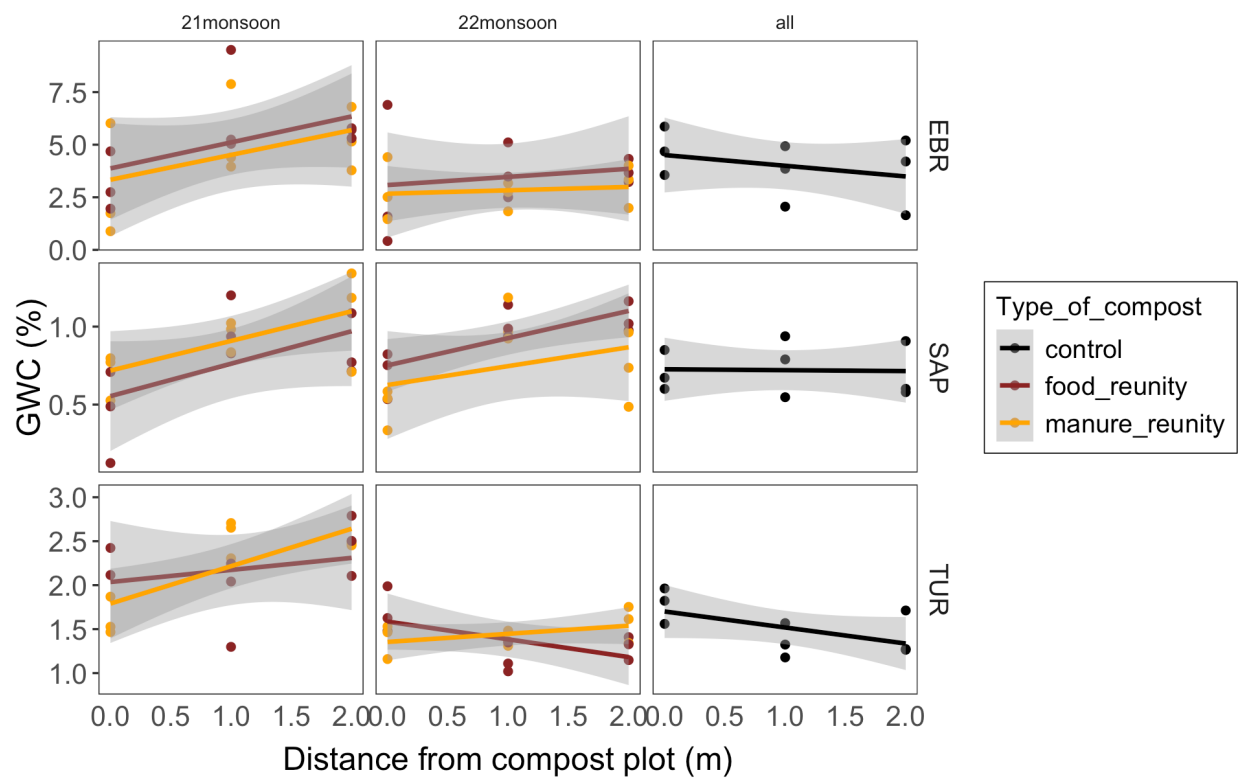 21monsoon 22monsoon all
7.5
5.0
2.5
0.0
EBR
1.0
0.5
SAP
3.0
2.5
2.0
1.5
1.0
TUR
GWC (%)
0.0 0.5 1.0 1.5 2.0 0.0 0.5 1.0 1.5 2.0 0.0 0.5 1.0 1.5 2.0
Distance from compost plot (m)
Type_of_compost
control
food_reunity
manure_reunity